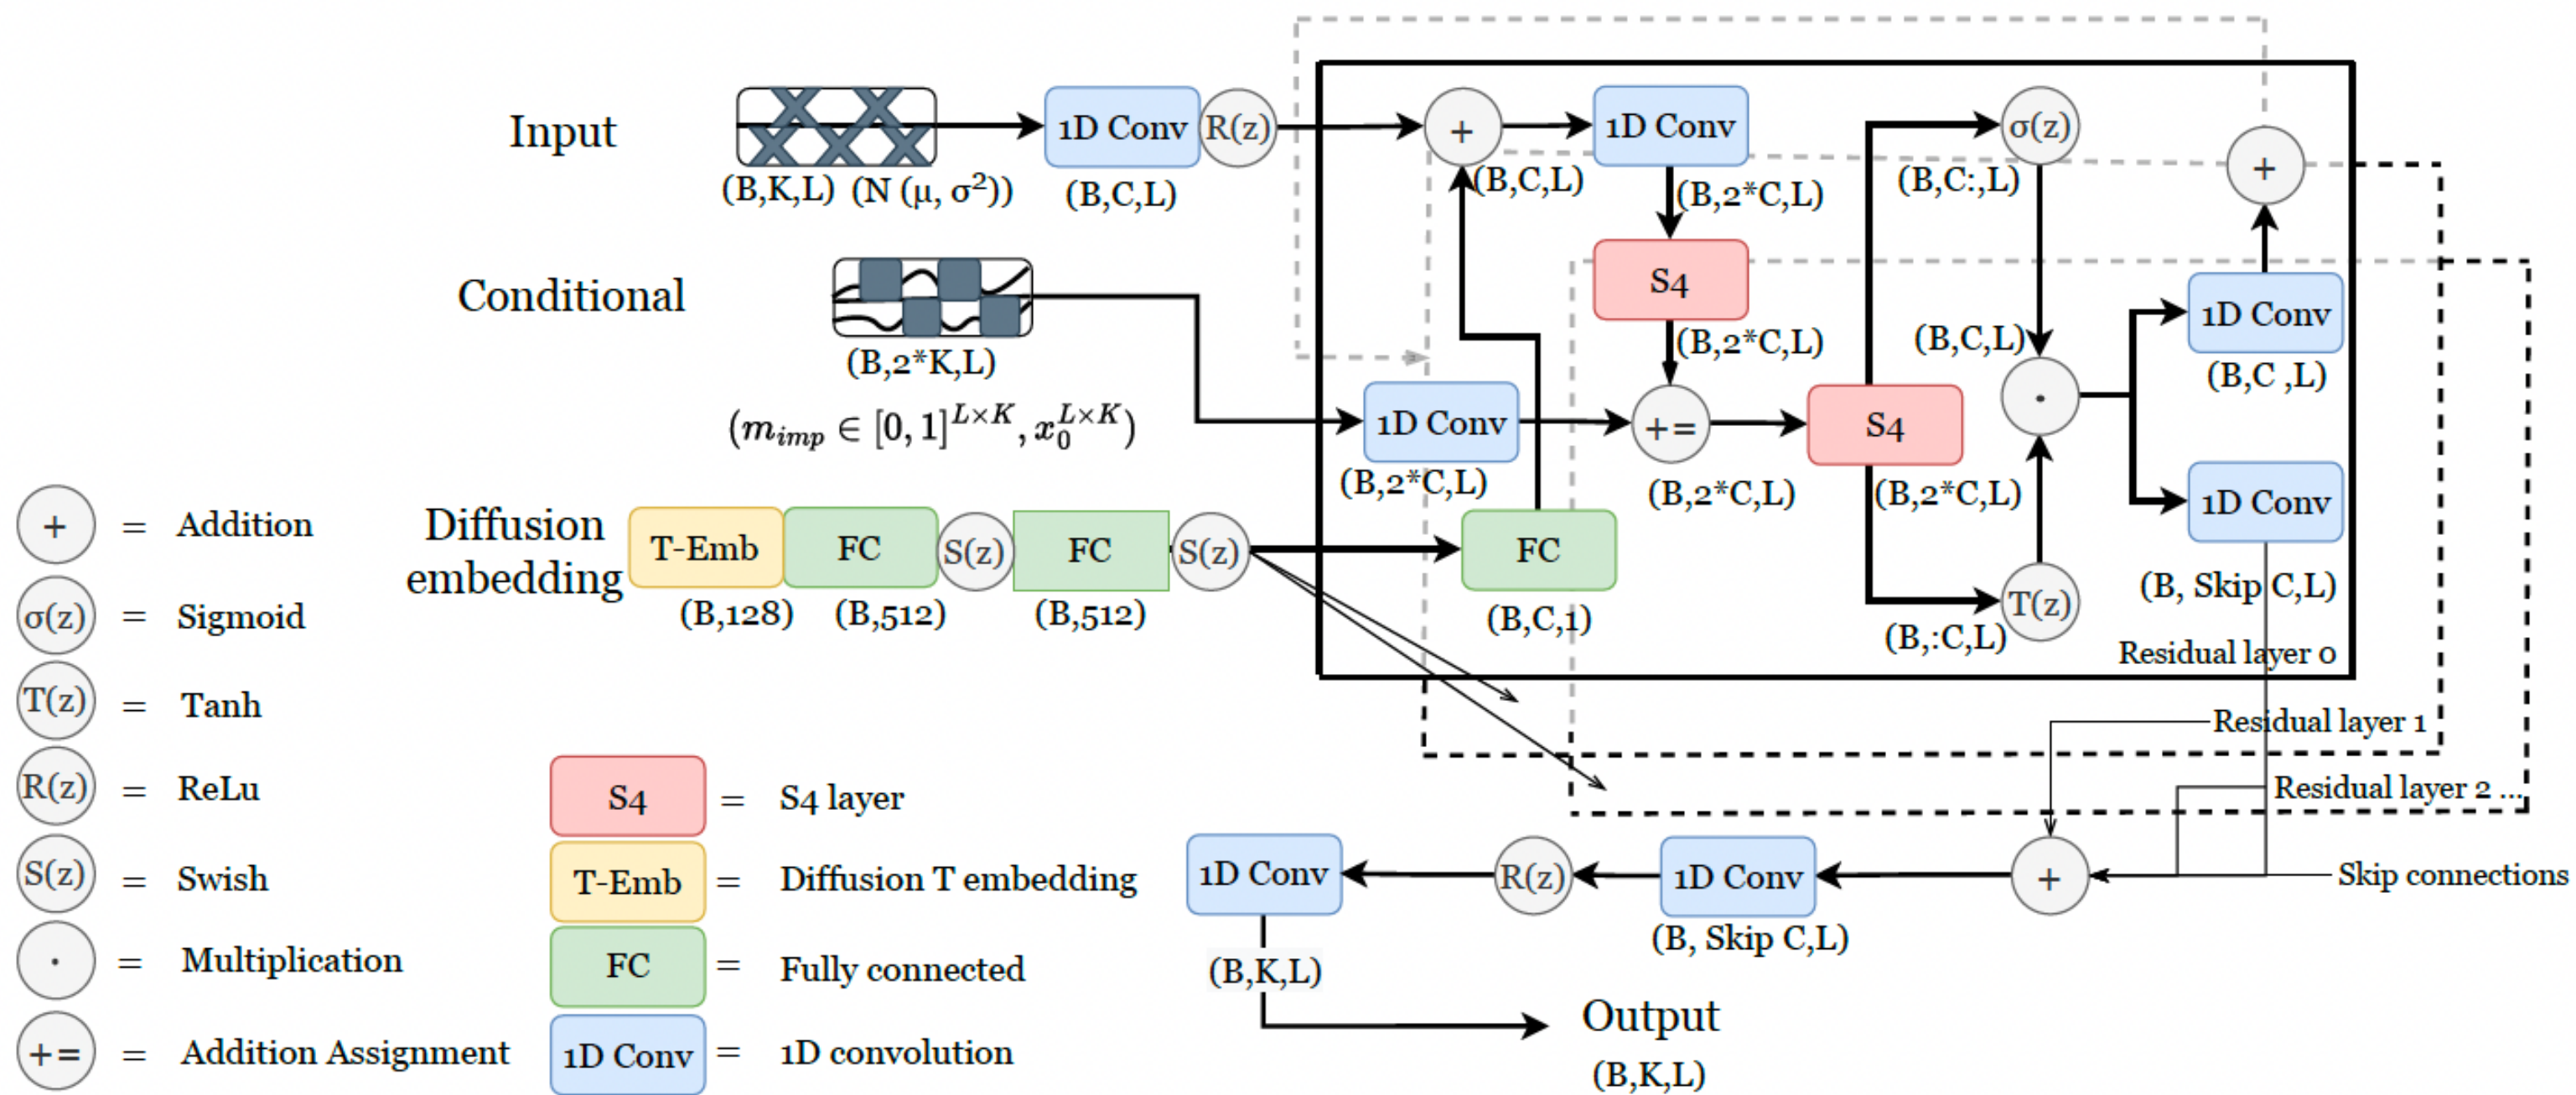 Input
(B,K,L) (N (μ, σ²))
1D Conv R(z)
(B,C,L)
+
(B,C,L)
1D Conv
(B,2*C,L)
σ(z)
(B,C:,L)
+
S4
(B,2*C,L)
Conditional
(B,2*K,L)
(m_imp ∈ [0, 1]^{L×K}, x_0^{L×K})
1D Conv
(B,2*C,L)
+=
(B,2*C,L)
S4
(B,2*C,L)
(B,C,L)
·
1D Conv
(B,C ,L)
1D Conv
(B, Skip C,L)
T(z)
(B,:C,L)
Residual layer 0
Diffusion
embedding
T-Emb FC S(z) FC S(z)
(B,128) (B,512) (B,512)
FC
(B,C,1)
Residual layer 1
Residual layer 2 ...
Skip connections
+
1D Conv
(B, Skip C,L)
R(z)
1D Conv
(B,K,L)
Output
(B,K,L)
+ = Addition
σ(z) = Sigmoid
T(z) = Tanh
R(z) = ReLu
S(z) = Swish
· = Multiplication
+= = Addition Assignment
S4 = S4 layer
T-Emb = Diffusion T embedding
FC = Fully connected
1D Conv = 1D convolution